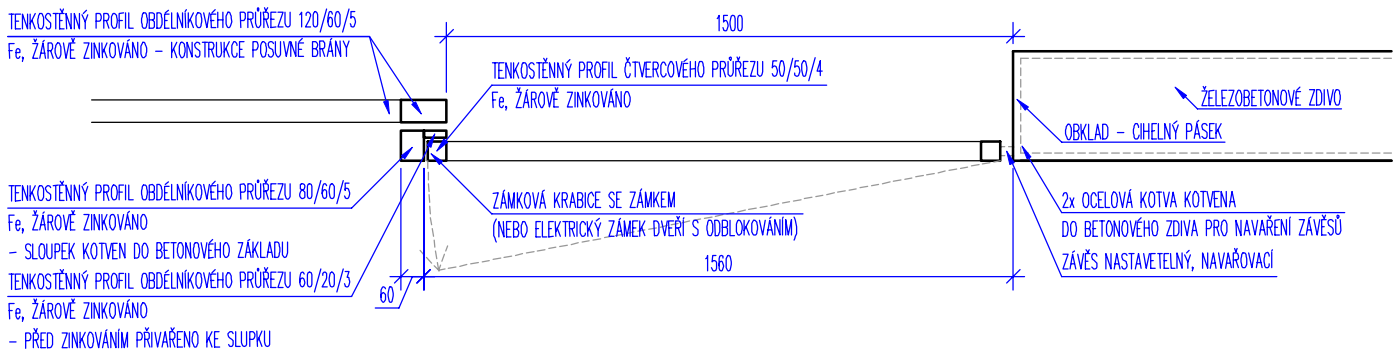 TENKOSTĚNNÝ PROFIL OBDÉLNÍKOVÉHO PRŮŘEZU 120/60/5
Fe, ŽÁROVĚ ZINKOVÁNO - KONSTRUKCE POSUVNÉ BRÁNY
1500
TENKOSTĚNNÝ PROFIL ČTVERCOVÉHO PRŮŘEZU 50/50/4
Fe, ŽÁROVĚ ZINKOVÁNO
ŽELEZOBETONOVÉ ZDIVO
OBKLAD - CIHELNÝ PÁSEK
TENKOSTĚNNÝ PROFIL OBDÉLNÍKOVÉHO PRŮŘEZU 80/60/5
Fe, ŽÁROVĚ ZINKOVÁNO
- SLOUPEK KOTVEN DO BETONOVÉHO ZÁKLADU
ZÁMKOVÁ KRABICE SE ZÁMKEM
(NEBO ELEKTRICKÝ ZÁMEK DVEŘÍ S ODBLOKOVÁNÍM)
2x OCELOVÁ KOTVA KOTVENA
DO BETONOVÉHO ZDIVA PRO NAVAŘENÍ ZÁVĚSŮ
ZÁVĚS NASTAVETELNÝ, NAVAŘOVACÍ
1560
60
TENKOSTĚNNÝ PROFIL OBDÉLNÍKOVÉHO PRŮŘEZU 60/20/3
Fe, ŽÁROVĚ ZINKOVÁNO
- PŘED ZINKOVÁNÍM PŘIVAŘENO KE SLUPKU